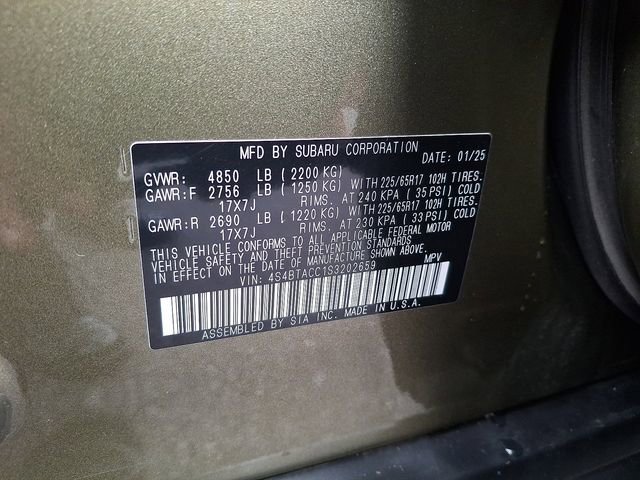 MFD BY SUBARU CORPORATION DATE: 01/25
GVWR: 4850 LB ( 2200 KG)
GAWR:F 2756 LB ( 1250 KG) WITH 225/65R17 102H TIRES.
17X7J RIMS. AT 240 KPA ( 35 PSI) COLD
GAWR:R 2690 LB ( 1220 KG) WITH 225/65R17 102H TIRES.
17X7J RIMS. AT 230 KPA ( 33 PSI) COLD
THIS VEHICLE CONFORMS TO ALL APPLICABLE FEDERAL MOTOR
VEHICLE SAFETY AND THEFT PREVENTION STANDARDS
IN EFFECT ON THE DATE OF MANUFACTURE SHOWN ABOVE.
VIN: 4S4BTACC1S3202659 MPV
ASSEMBLED BY SIA INC. MADE IN U.S.A.